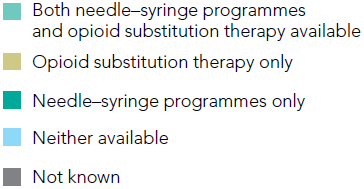 Both needle–syringe programmes
and opioid substitution therapy available
Opioid substitution therapy only
Needle–syringe programmes only
Neither available
Not known